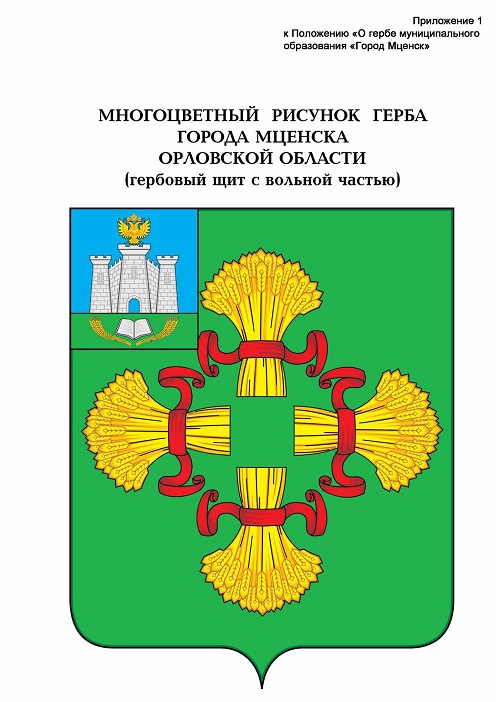 Приложение 1
к Положению «О гербе муниципального
образования «Город Мценск»
МНОГОЦВЕТНЫЙ РИСУНОК ГЕРБА
ГОРОДА МЦЕНСКА
ОРЛОВСКОЙ ОБЛАСТИ
(гербовый щит с вольной частью)